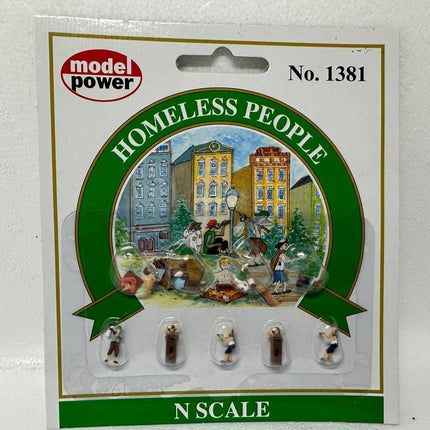 model
power
No. 1381
HOMELESS PEOPLE
N SCALE